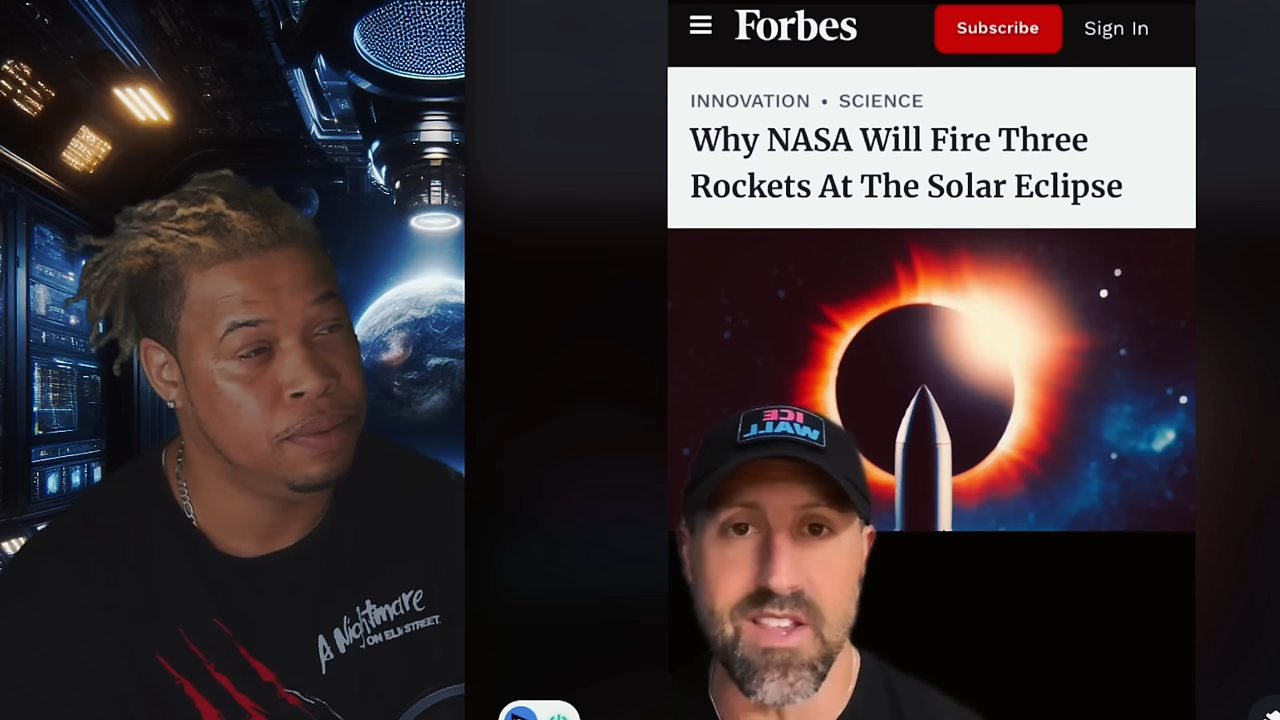 Forbes Subscribe Sign In
INNOVATION • SCIENCE
Why NASA Will Fire Three
Rockets At The Solar Eclipse
ICE
WALL
A Nightmare
ON ELM STREET